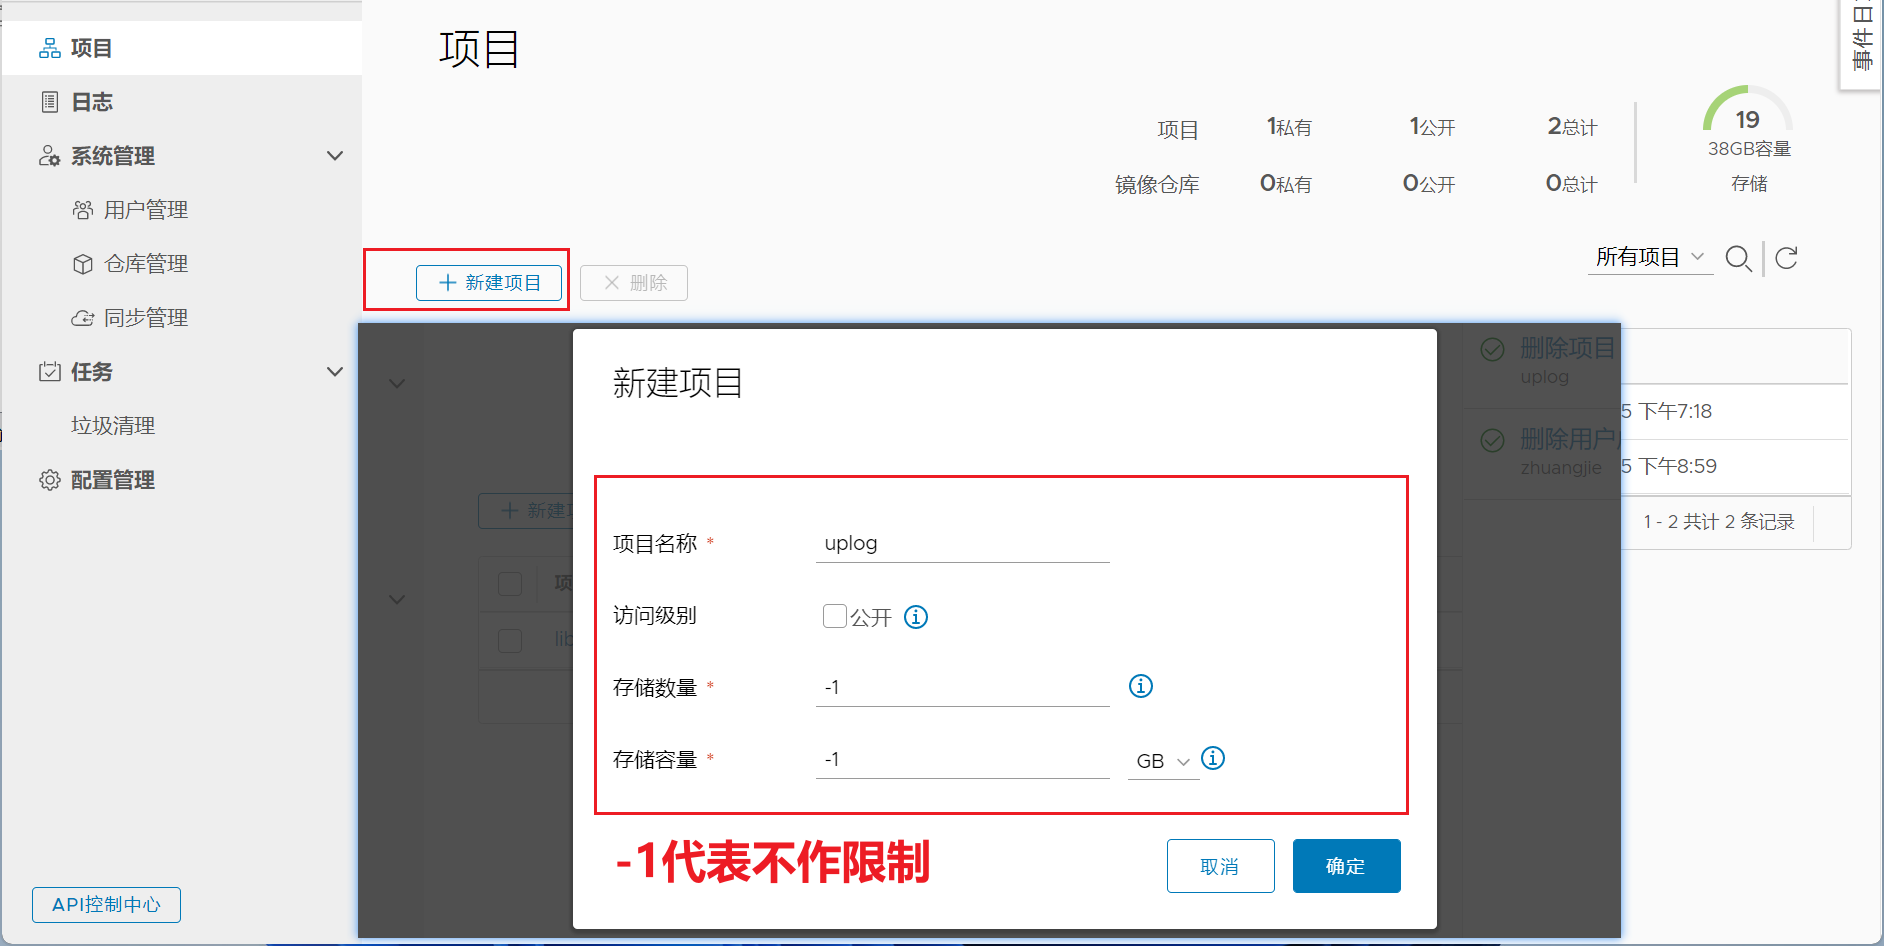 项目
日志
系统管理
用户管理
仓库管理
同步管理
任务
垃圾清理
配置管理
API控制中心
项目
项目 1私有 1公开 2总计
镜像仓库 0私有 0公开 0总计
19
38GB容量
存储
事件日
新建项目
删除
所有项目
新建项目
项目名称 * uplog
访问级别 公开
存储数量 * -1
存储容量 * -1 GB
-1代表不作限制
取消
确定
新建
项
lib
删除项目
uplog
删除用户
zhuangjie
5 下午7:18
5 下午8:59
1 - 2 共计 2 条记录